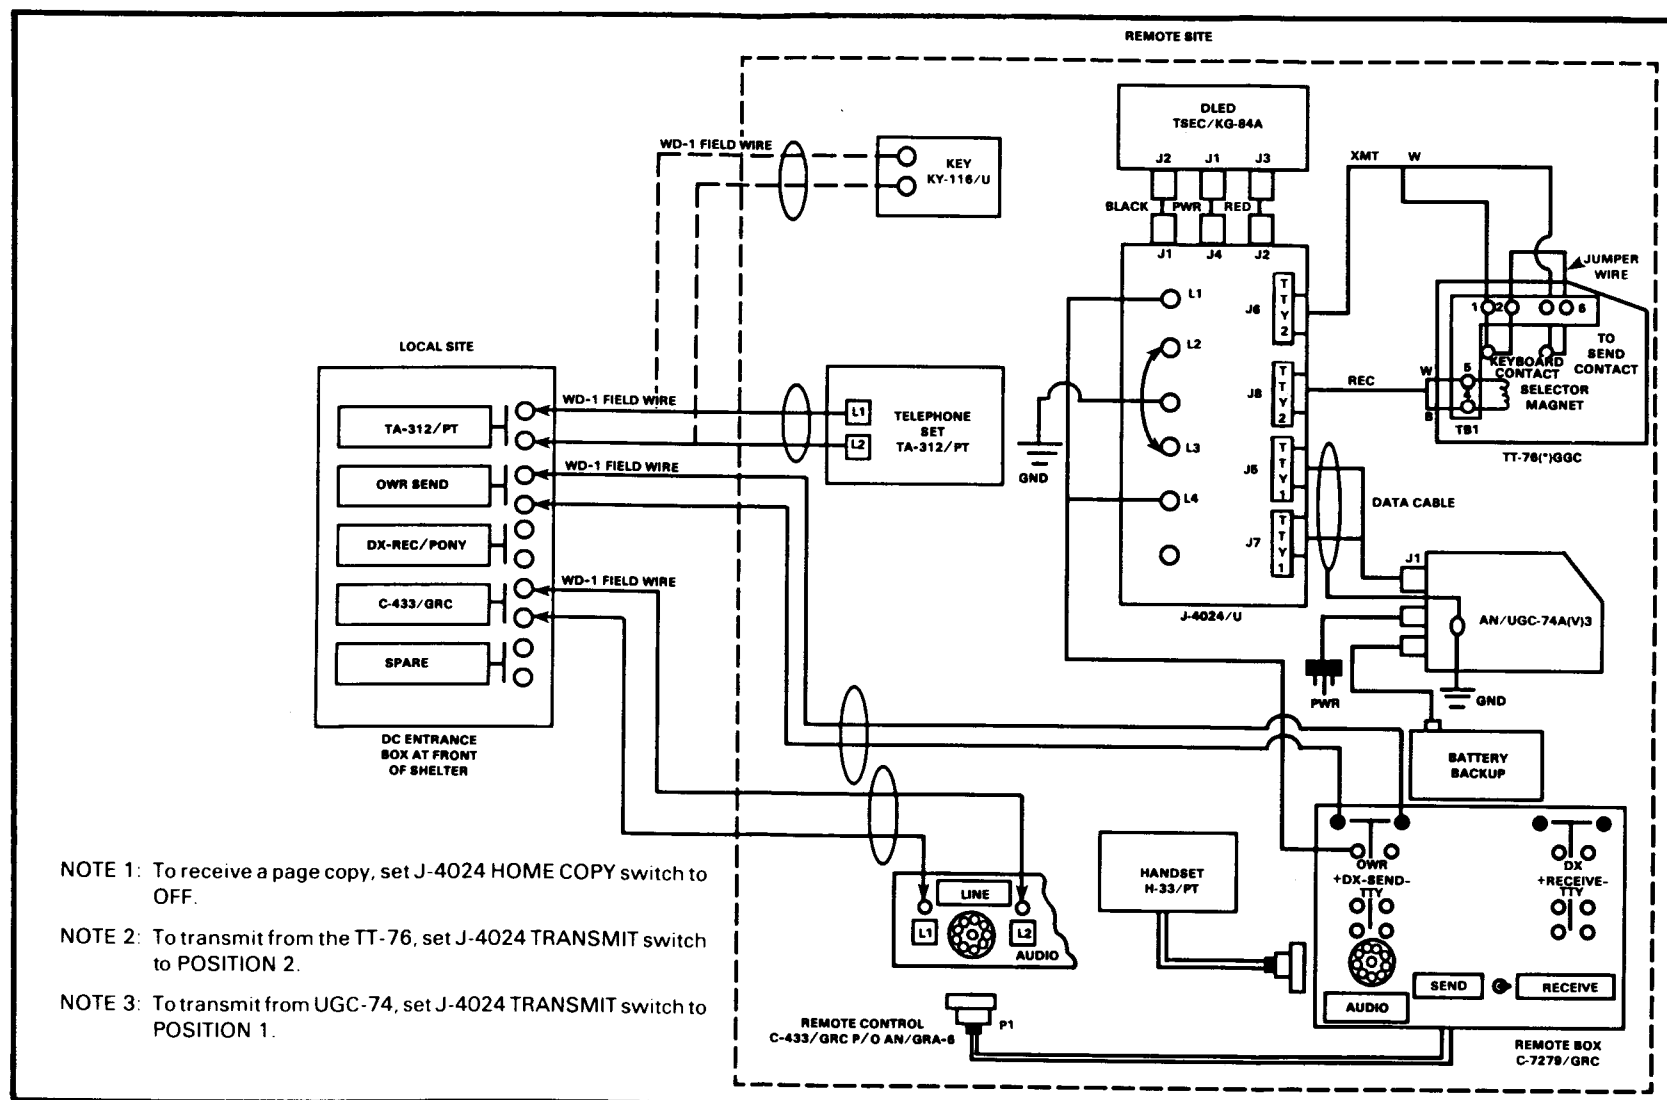 REMOTE SITE
DLED
TSEC/KG-84A
J2 J1 J3
BLACK PWR RED
J1 J4 J2
WD-1 FIELD WIRE
KEY
KY-116/U
XMT W
JUMPER
WIRE
1 2 6
TO
SEND
CONTACT
KEYBOARD
CONTACT
SELECTOR
MAGNET
W
B
5
4
TB1
TT-76(*)GGC
L1
L2
L3
L4
J6
TTY2
J8
TTY2
REC
J5
TTY1
J7
TTY1
GND
J-4024/U
DATA CABLE
J1
AN/UGC-74A(V)3
PWR
GND
BATTERY
BACKUP
LOCAL SITE
TA-312/PT
OWR SEND
DX-REC/PONY
C-433/GRC
SPARE
DC ENTRANCE
BOX AT FRONT
OF SHELTER
WD-1 FIELD WIRE
WD-1 FIELD WIRE
WD-1 FIELD WIRE
L1
L2
TELEPHONE
SET
TA-312/PT
NOTE 1: To receive a page copy, set J-4024 HOME COPY switch to
OFF.
NOTE 2: To transmit from the TT-76, set J-4024 TRANSMIT switch
to POSITION 2.
NOTE 3: To transmit from UGC-74, set J-4024 TRANSMIT switch to
POSITION 1.
LINE
L1
L2
AUDIO
REMOTE CONTROL
C-433/GRC P/O AN/GRA-6
P1
HANDSET
H-33/PT
OWR
+DX-SEND-
TTY
DX
+RECEIVE-
TTY
SEND
RECEIVE
AUDIO
REMOTE BOX
C-7279/GRC